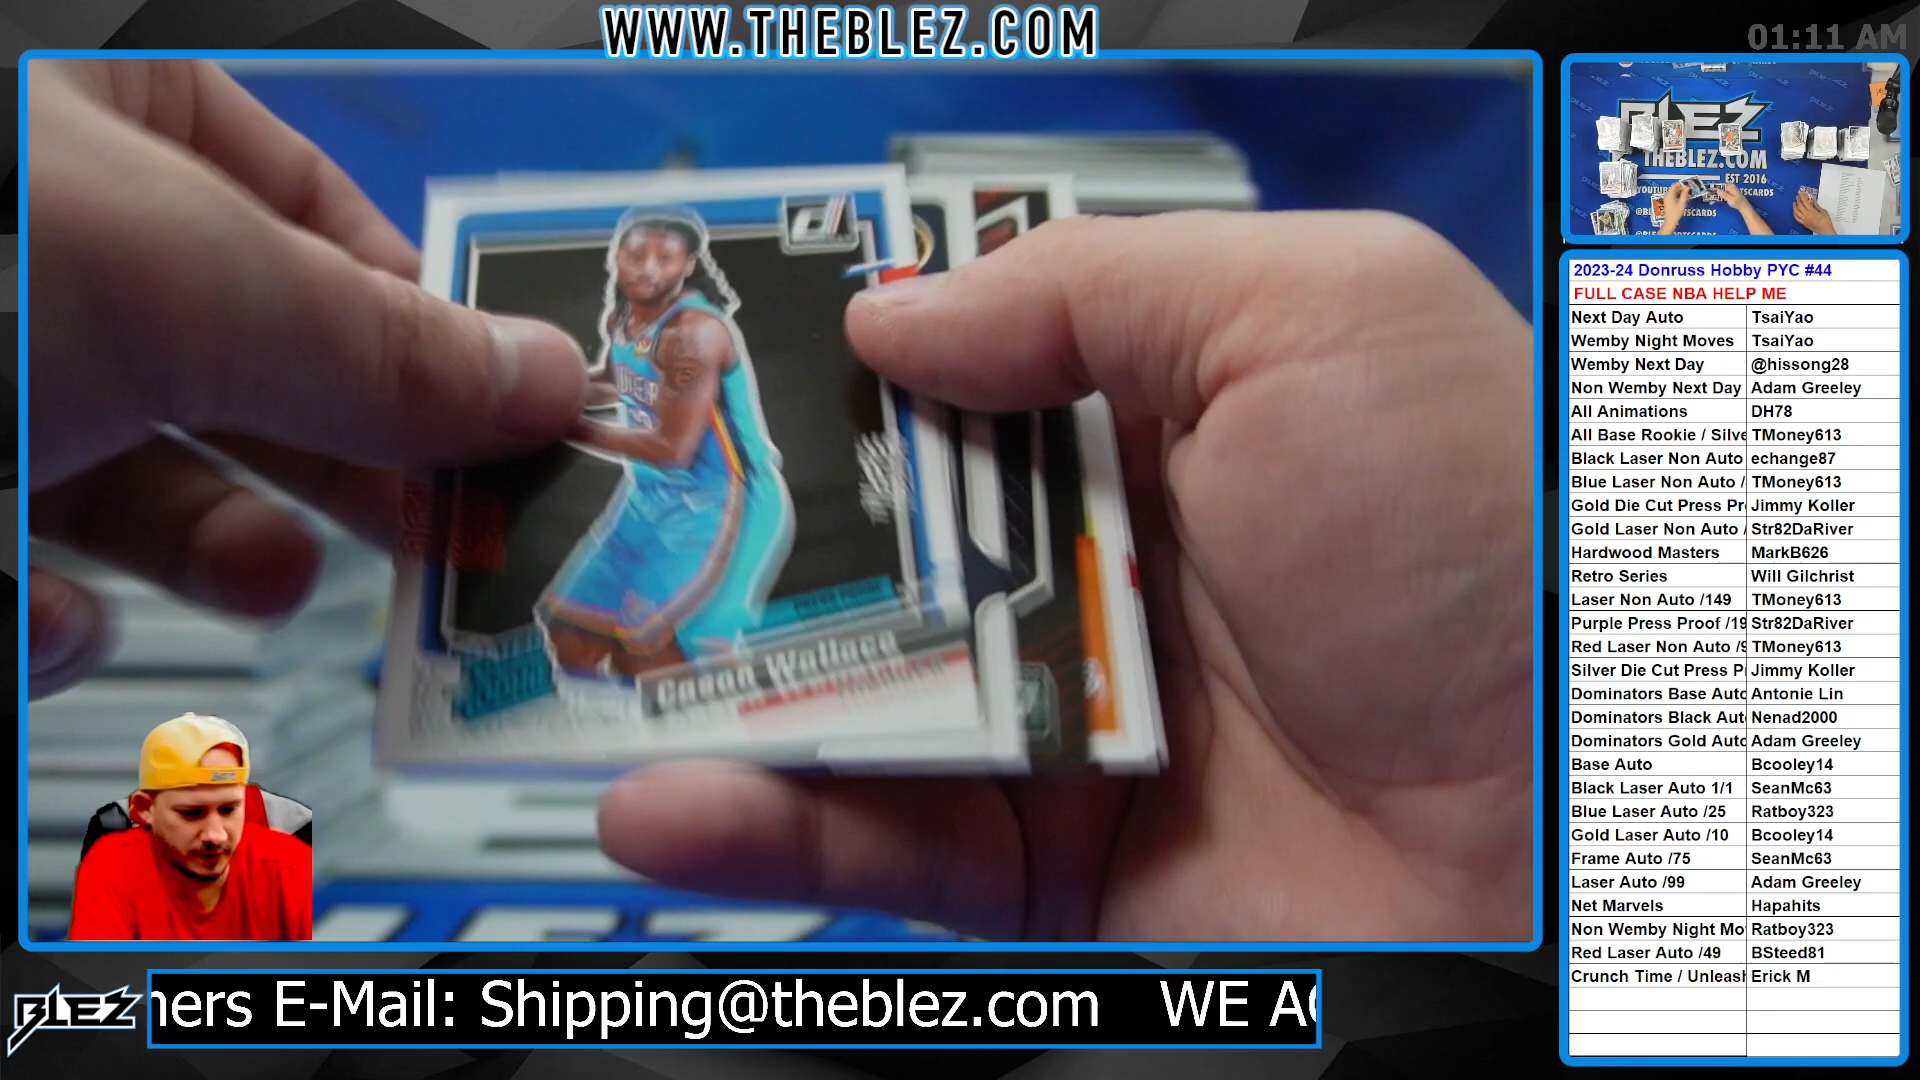 WWW.THEBLEZ.COM
01:11 AM
BLEZ
THEBLEZ.COM
EST 2016
Cason Wallace
2023-24 Donruss Hobby PYC #44
FULL CASE NBA HELP ME
Next Day Auto TsaiYao
Wemby Night Moves TsaiYao
Wemby Next Day @hissong28
Non Wemby Next Day Adam Greeley
All Animations DH78
All Base Rookie / Silve TMoney613
Black Laser Non Auto echange87
Blue Laser Non Auto / TMoney613
Gold Die Cut Press Pr Jimmy Koller
Gold Laser Non Auto / Str82DaRiver
Hardwood Masters MarkB626
Retro Series Will Gilchrist
Laser Non Auto /149 TMoney613
Purple Press Proof /19 Str82DaRiver
Red Laser Non Auto /9 TMoney613
Silver Die Cut Press P Jimmy Koller
Dominators Base Auto Antonie Lin
Dominators Black Aut Nenad2000
Dominators Gold Auto Adam Greeley
Base Auto Bcooley14
Black Laser Auto 1/1 SeanMc63
Blue Laser Auto /25 Ratboy323
Gold Laser Auto /10 Bcooley14
Frame Auto /75 SeanMc63
Laser Auto /99 Adam Greeley
Net Marvels Hapahits
Non Wemby Night Mo Ratboy323
Red Laser Auto /49 BSteed81
Crunch Time / Unleash Erick M
BLEZ
ners E-Mail: Shipping@theblez.com WE AC